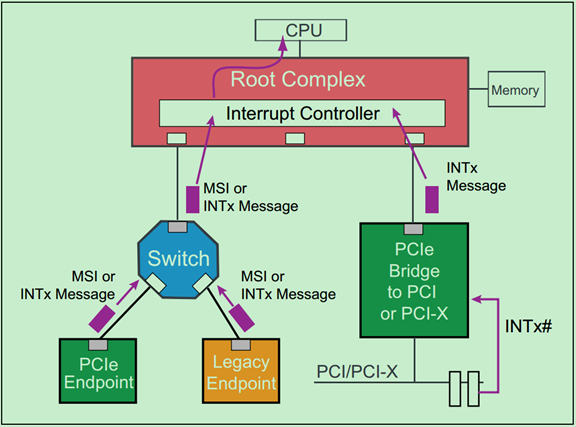 CPU
Root Complex
Memory
Interrupt Controller
MSI or
INTx Message
INTx
Message
Switch
PCIe
Bridge
to PCI
or PCI-X
MSI or
INTx Message
MSI or
INTx Message
INTx#
PCIe
Endpoint
Legacy
Endpoint
PCI/PCI-X